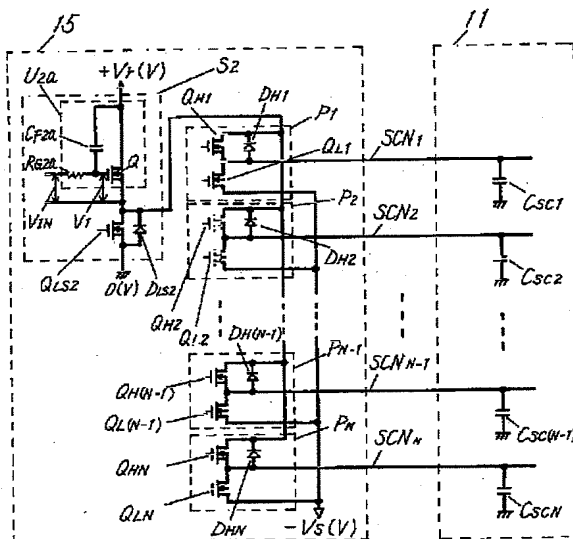 15
11
U2a
+Vr(V)
S2
QH1
DH1
P1
CF2a
QL1
SCN1
RG2a
Q
CSC1
VIN
V1
P2
SCN2
QLS2
DLS2
DH2
CSC2
0(V)
QH2
QL2
DH(N-1)
PN-1
SCNN-1
QH(N-1)
QL(N-1)
PN
CSC(N-1)
SCNN
QHN
QLN
DHN
CSCN
-Vs(V)